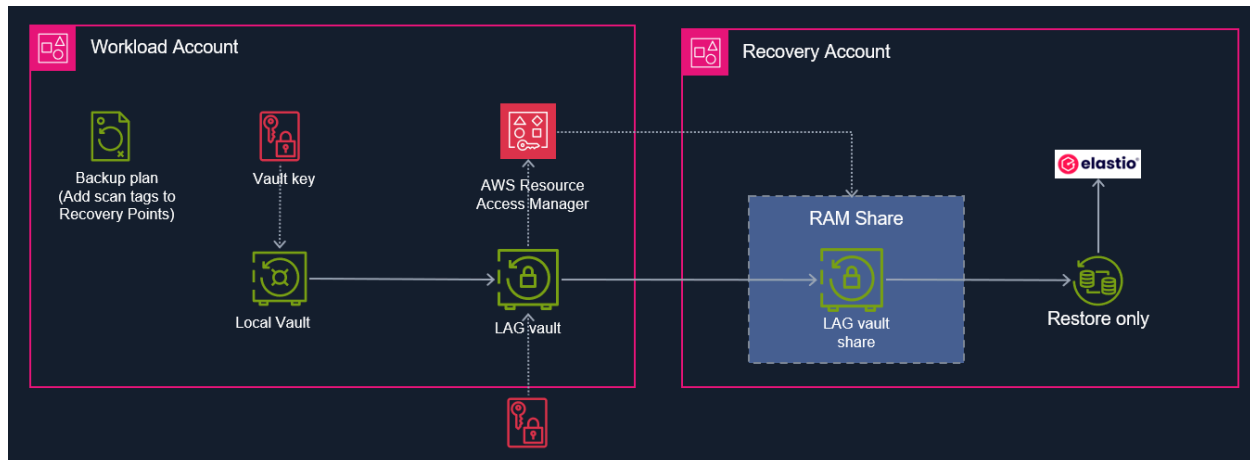 Workload Account
Backup plan
(Add scan tags to
Recovery Points)
Vault key
AWS Resource
Access Manager
Local Vault
LAG vault
Recovery Account
RAM Share
LAG vault
share
elastio®
Restore only